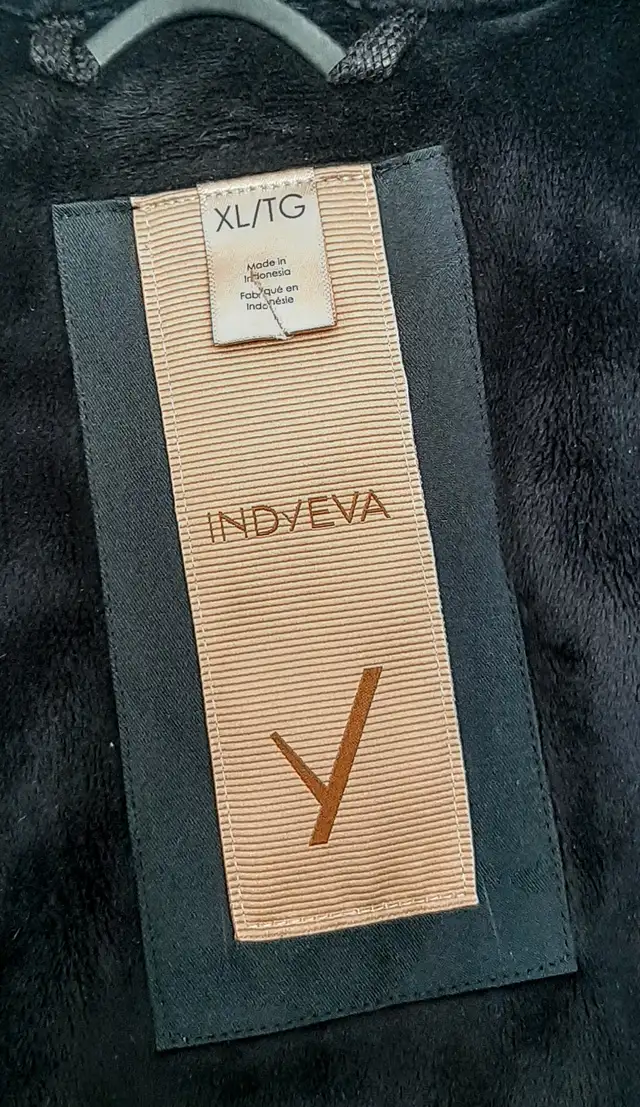 XL/TG
Made in
Indonesia
Fabriqué en
Indonésie
INDyEVA
y